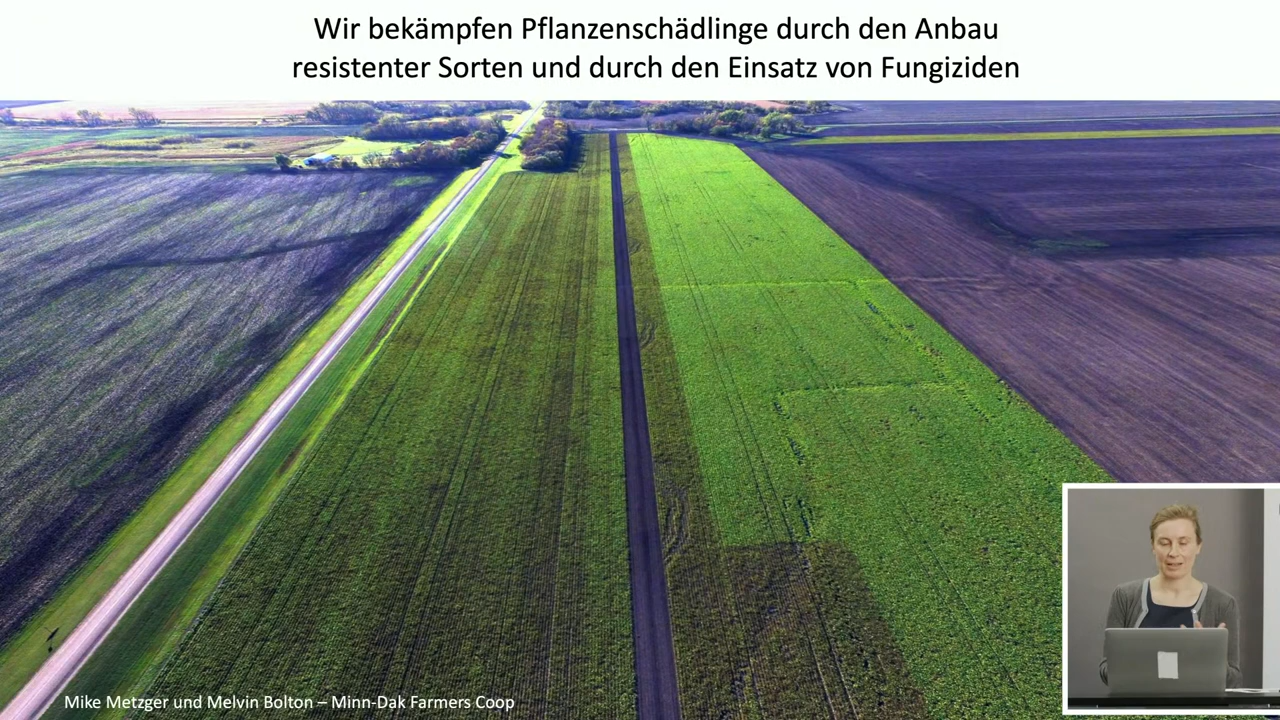 Wir bekämpfen Pflanzenschädlinge durch den Anbau
resistenter Sorten und durch den Einsatz von Fungiziden
Mike Metzger und Melvin Bolton – Minn-Dak Farmers Coop